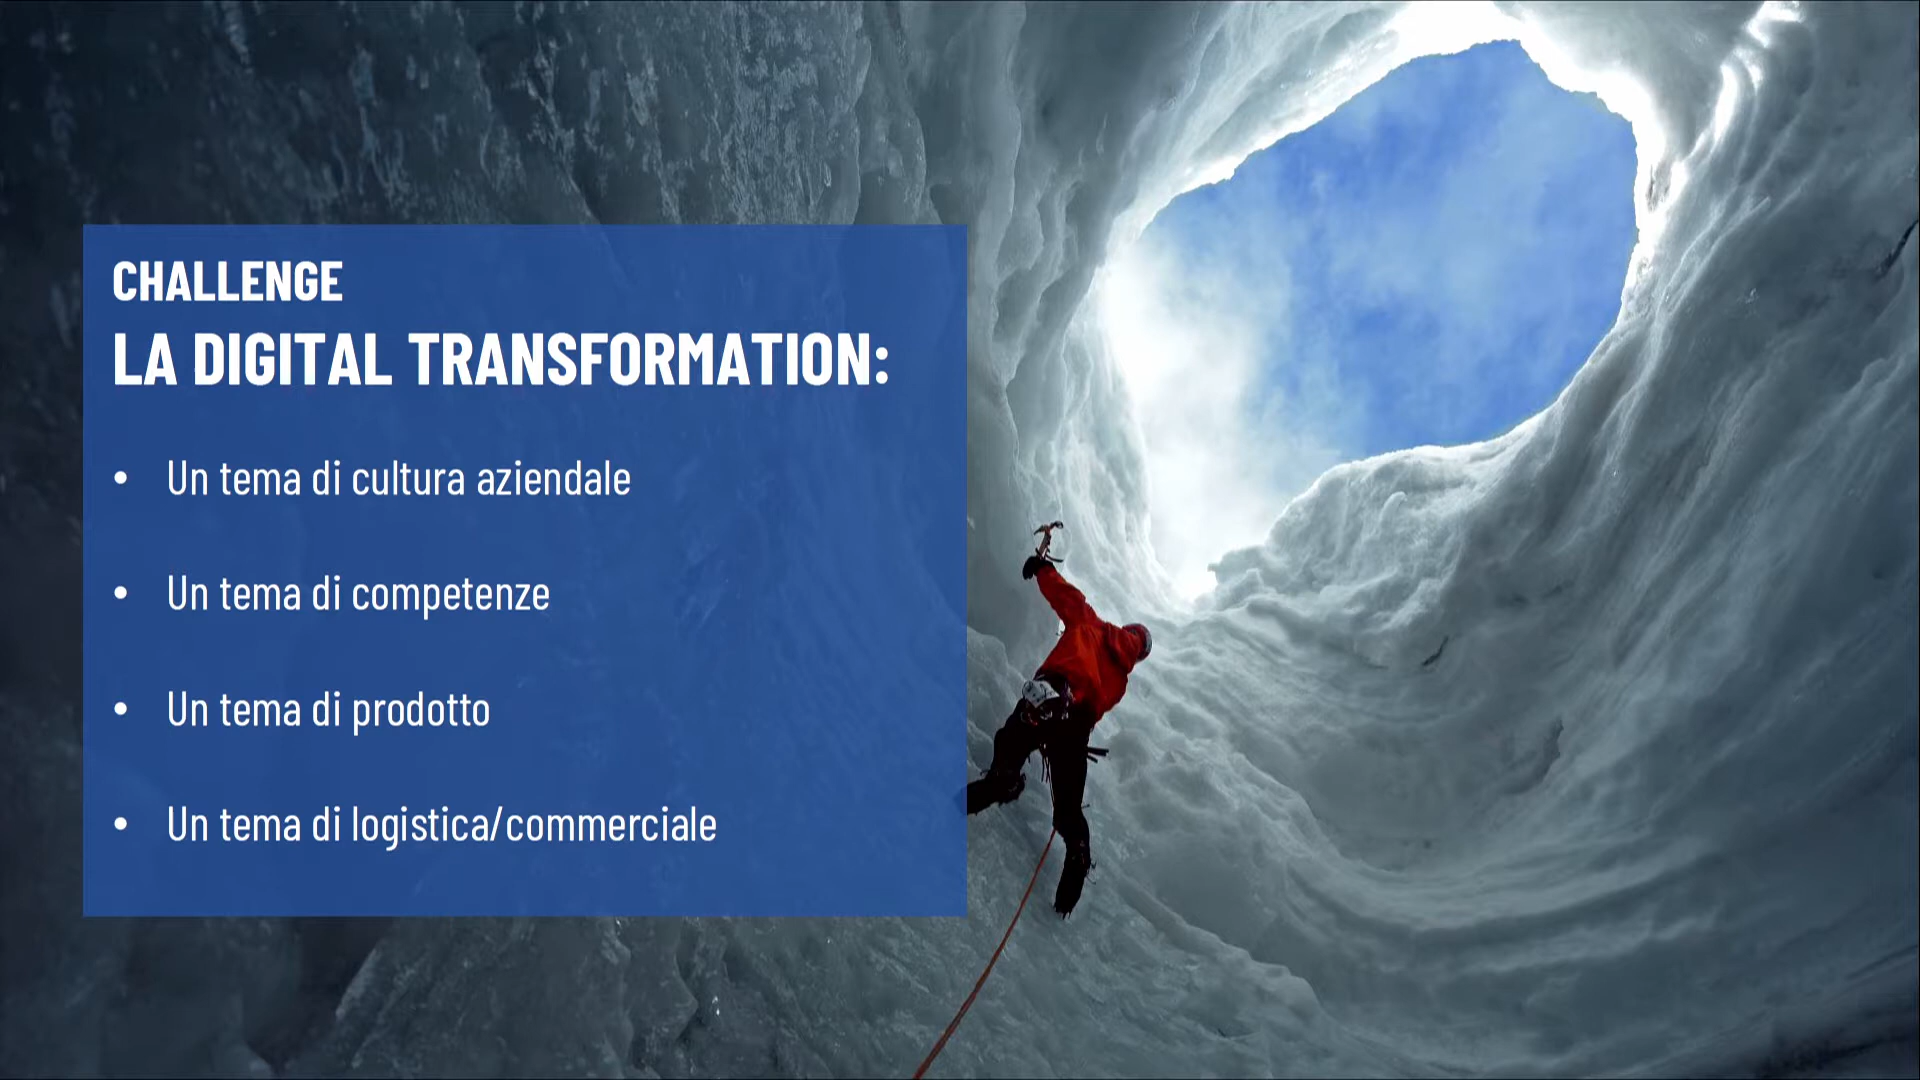 CHALLENGE
LA DIGITAL TRANSFORMATION:
• Un tema di cultura aziendale
• Un tema di competenze
• Un tema di prodotto
• Un tema di logistica/commerciale